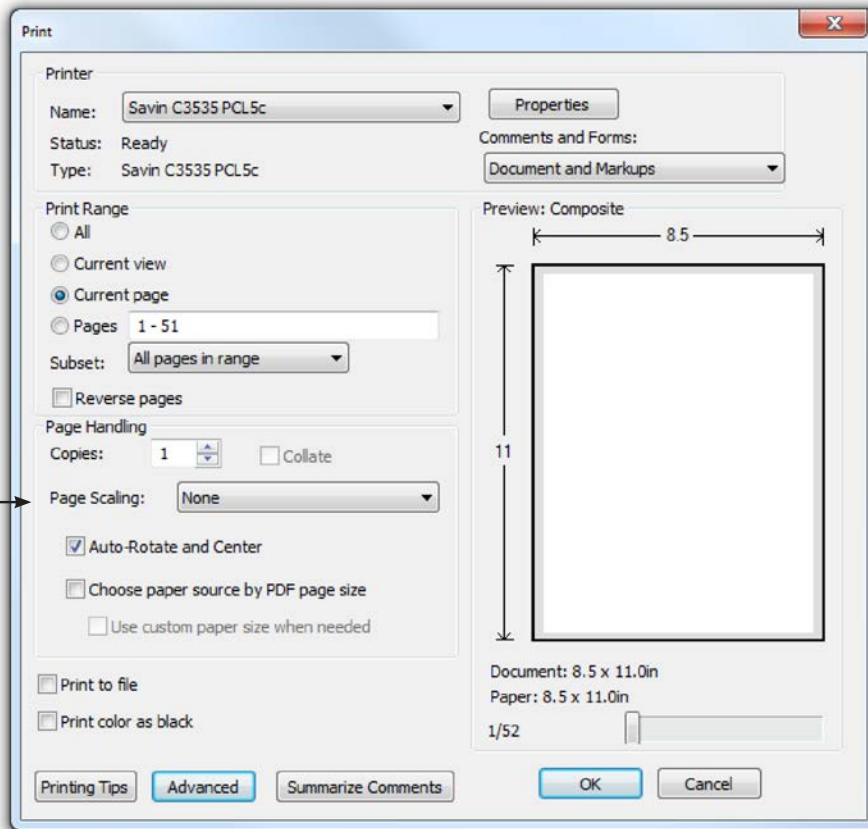 Print
Printer
Name: Savin C3535 PCL5c
Properties
Status: Ready
Comments and Forms:
Type: Savin C3535 PCL5c
Document and Markups
Print Range
All
Current view
Current page
Pages 1 - 51
Subset: All pages in range
Reverse pages
Page Handling
Copies: 1 Collate
Page Scaling: None
Auto-Rotate and Center
Choose paper source by PDF page size
Use custom paper size when needed
Print to file
Print color as black
Preview: Composite
8.5
11
Document: 8.5 x 11.0in
Paper: 8.5 x 11.0in
1/52
Printing Tips Advanced Summarize Comments OK Cancel